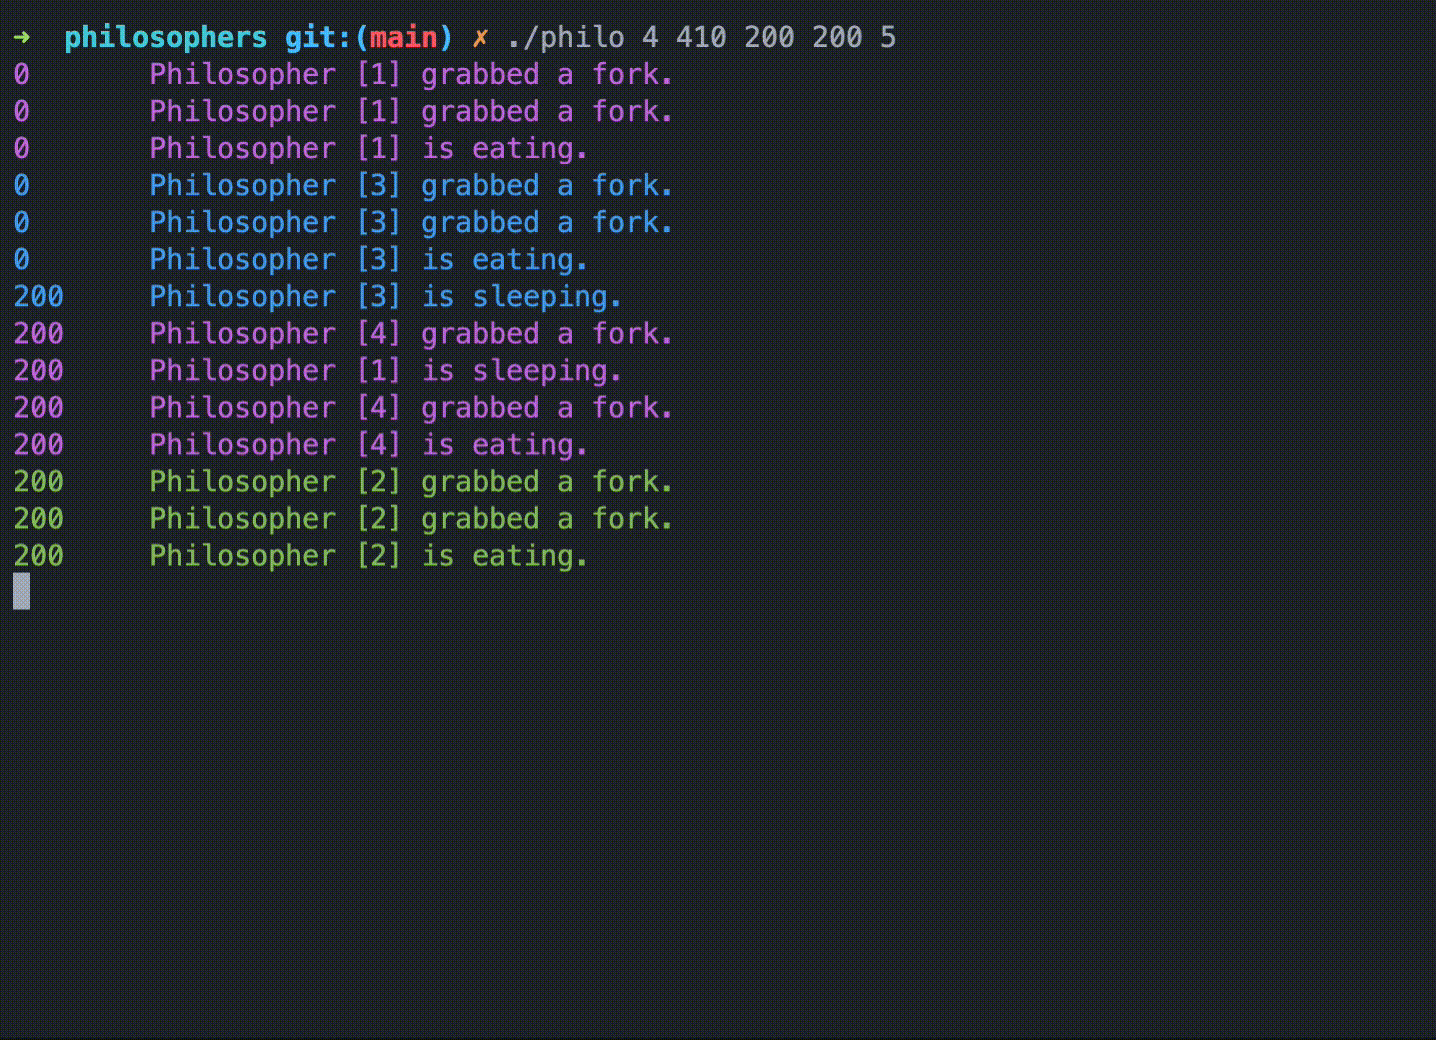 ➜  philosophers git:(main) ✗ ./philo 4 410 200 200 5
0       Philosopher [1] grabbed a fork.
0       Philosopher [1] grabbed a fork.
0       Philosopher [1] is eating.
0       Philosopher [3] grabbed a fork.
0       Philosopher [3] grabbed a fork.
0       Philosopher [3] is eating.
200     Philosopher [3] is sleeping.
200     Philosopher [4] grabbed a fork.
200     Philosopher [1] is sleeping.
200     Philosopher [4] grabbed a fork.
200     Philosopher [4] is eating.
200     Philosopher [2] grabbed a fork.
200     Philosopher [2] grabbed a fork.
200     Philosopher [2] is eating.